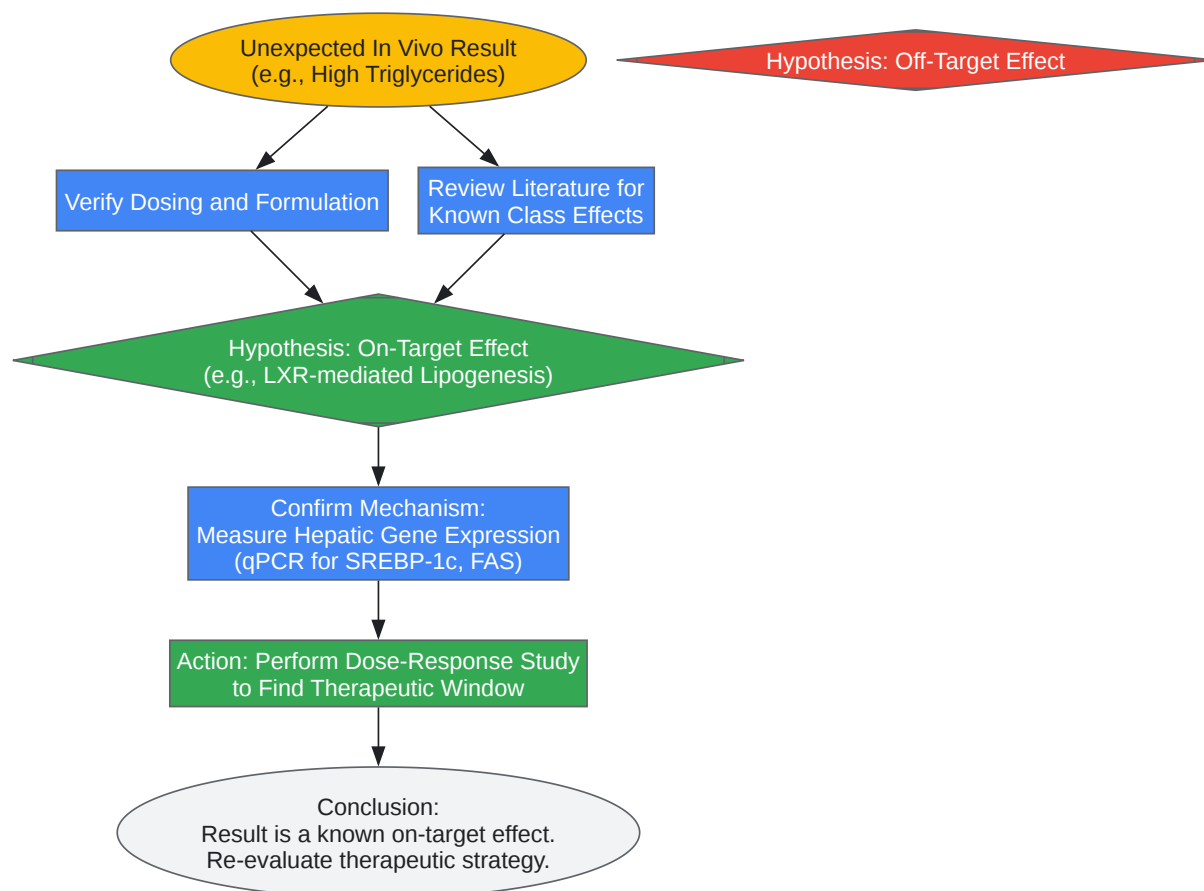 Unexpected In Vivo Result
(e.g., High Triglycerides)
Hypothesis: Off-Target Effect
Verify Dosing and Formulation
Review Literature for
Known Class Effects
Hypothesis: On-Target Effect
(e.g., LXR-mediated Lipogenesis)
Confirm Mechanism:
Measure Hepatic Gene Expression
(qPCR for SREBP-1c, FAS)
Action: Perform Dose-Response Study
to Find Therapeutic Window
Conclusion:
Result is a known on-target effect.
Re-evaluate therapeutic strategy.